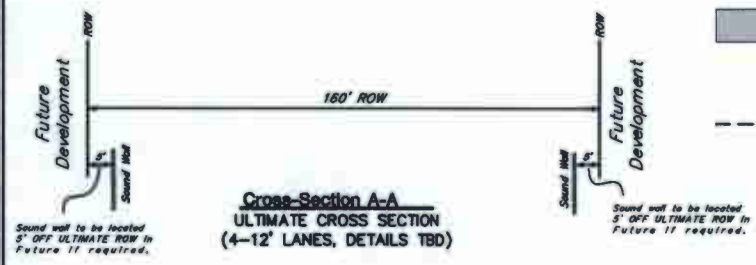 ROW
ROW
Future
Development
160' ROW
Future
Development
5'
Sound Wall
Sound Wall
5'
Cross-Section A-A
ULTIMATE CROSS SECTION
(4-12' LANES, DETAILS TBD)
Sound wall to be located
5' OFF ULTIMATE ROW in
Future if required.
Sound wall to be located
5' OFF ULTIMATE ROW in
Future if required.